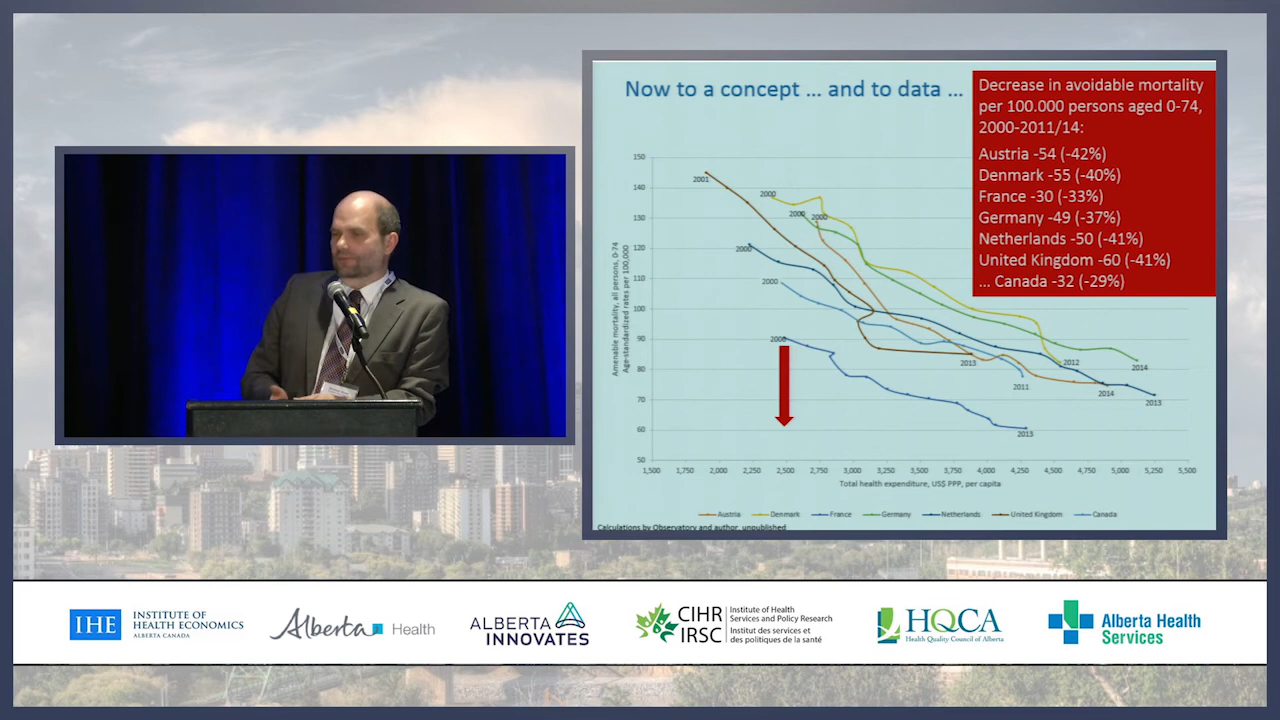 Now to a concept ... and to data ...
Decrease in avoidable mortality
per 100.000 persons aged 0-74,
2000-2011/14:
Austria -54 (-42%)
Denmark -55 (-40%)
France -30 (-33%)
Germany -49 (-37%)
Netherlands -50 (-41%)
United Kingdom -60 (-41%)
... Canada -32 (-29%)
Amenable mortality, all persons, 0-74
Age-standardized rates per 100,000
150
140
130
120
110
100
90
80
70
60
50
2001
2000
2000
2000
2000
2000
2013
2012
2014
2011
2014
2013
2013
1,500 1,750 2,000 2,250 2,500 2,750 3,000 3,250 3,500 3,750 4,000 4,250 4,500 4,750 5,000 5,250 5,500
Total health expenditure, US$ PPP, per capita
Austria Denmark France Germany Netherlands United Kingdom Canada
Calculations by Observatory and author, unpublished
IHE
INSTITUTE OF
HEALTH ECONOMICS
ALBERTA CANADA
Alberta Health
ALBERTA
INNOVATES
CIHR
IRSC
Institute of Health
Services and Policy Research
Institut des services et
des politiques de la santé
HQCA
Health Quality Council of Alberta
Alberta Health
Services